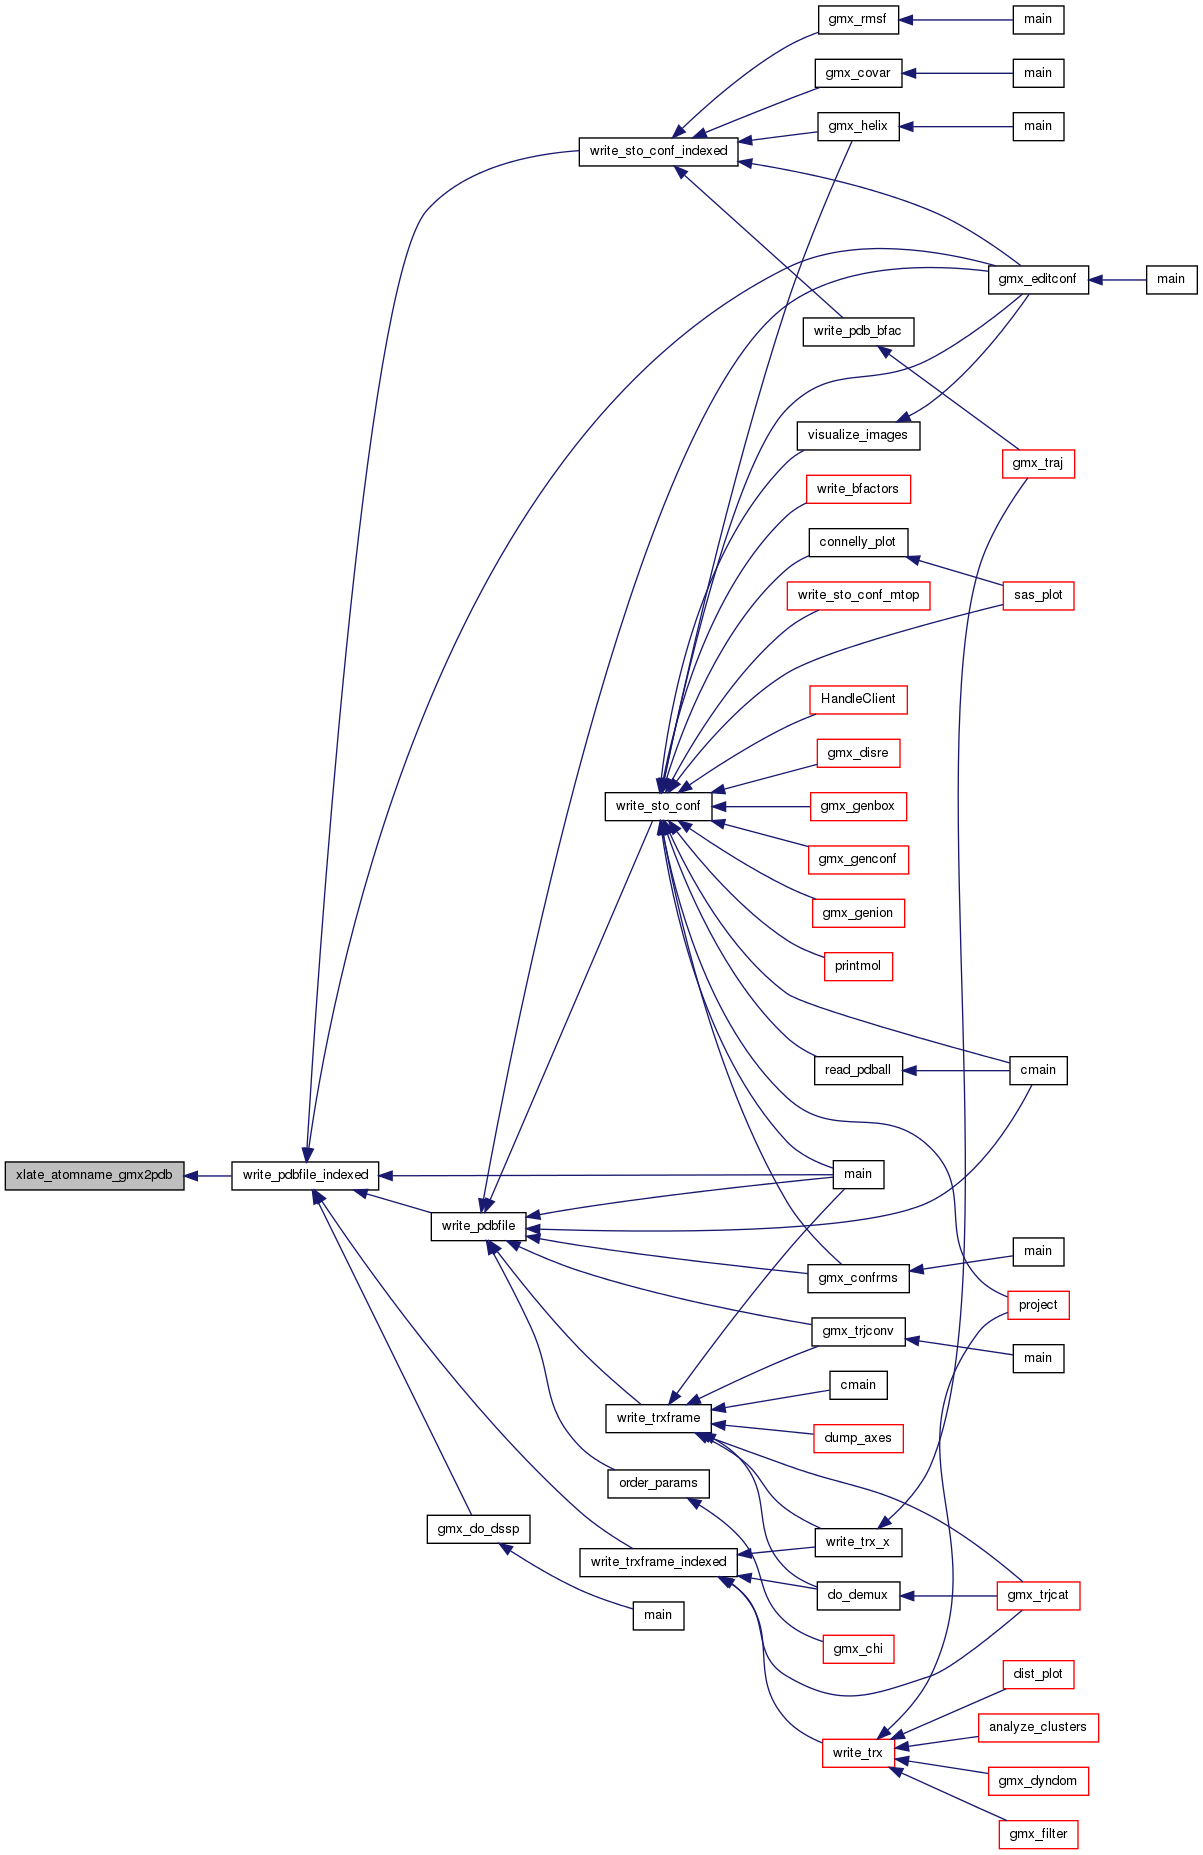 gmx_rmsf
main
gmx_covar
main
gmx_helix
main
write_sto_conf_indexed
gmx_editconf
main
write_pdb_bfac
visualize_images
gmx_traj
write_bfactors
connelly_plot
write_sto_conf_mtop
sas_plot
HandleClient
gmx_disre
write_sto_conf
gmx_genbox
gmx_genconf
gmx_genion
printmol
read_pdball
cmain
xlate_atomname_gmx2pdb
write_pdbfile_indexed
main
write_pdbfile
main
gmx_confrms
project
gmx_trjconv
main
cmain
write_trxframe
dump_axes
order_params
gmx_do_dssp
write_trx_x
write_trxframe_indexed
do_demux
gmx_trjcat
main
gmx_chi
dist_plot
analyze_clusters
write_trx
gmx_dyndom
gmx_filter